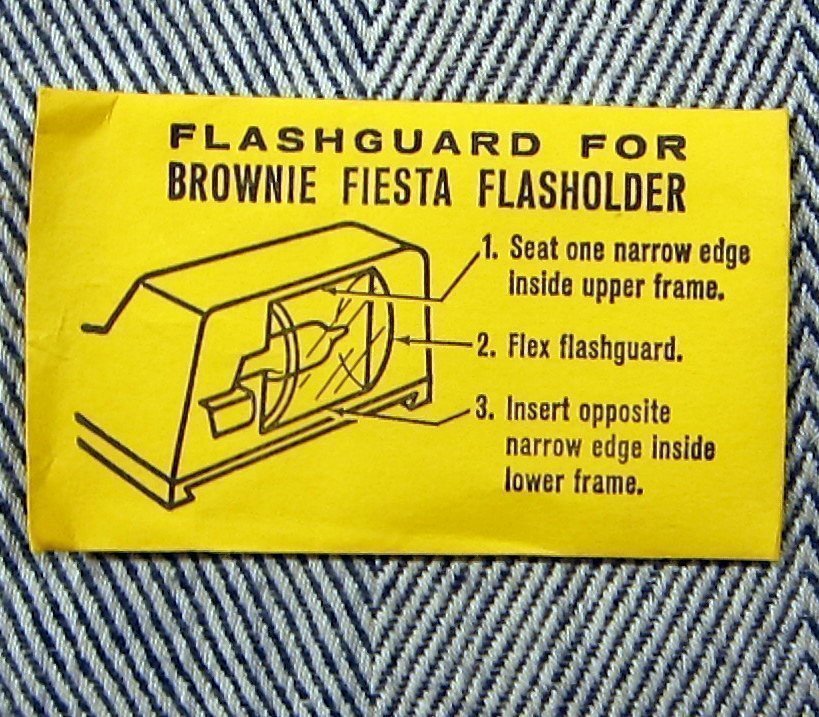 FLASHGUARD FOR
BROWNIE FIESTA FLASHOLDER
1. Seat one narrow edge
inside upper frame.
2. Flex flashguard.
3. Insert opposite
narrow edge inside
lower frame.